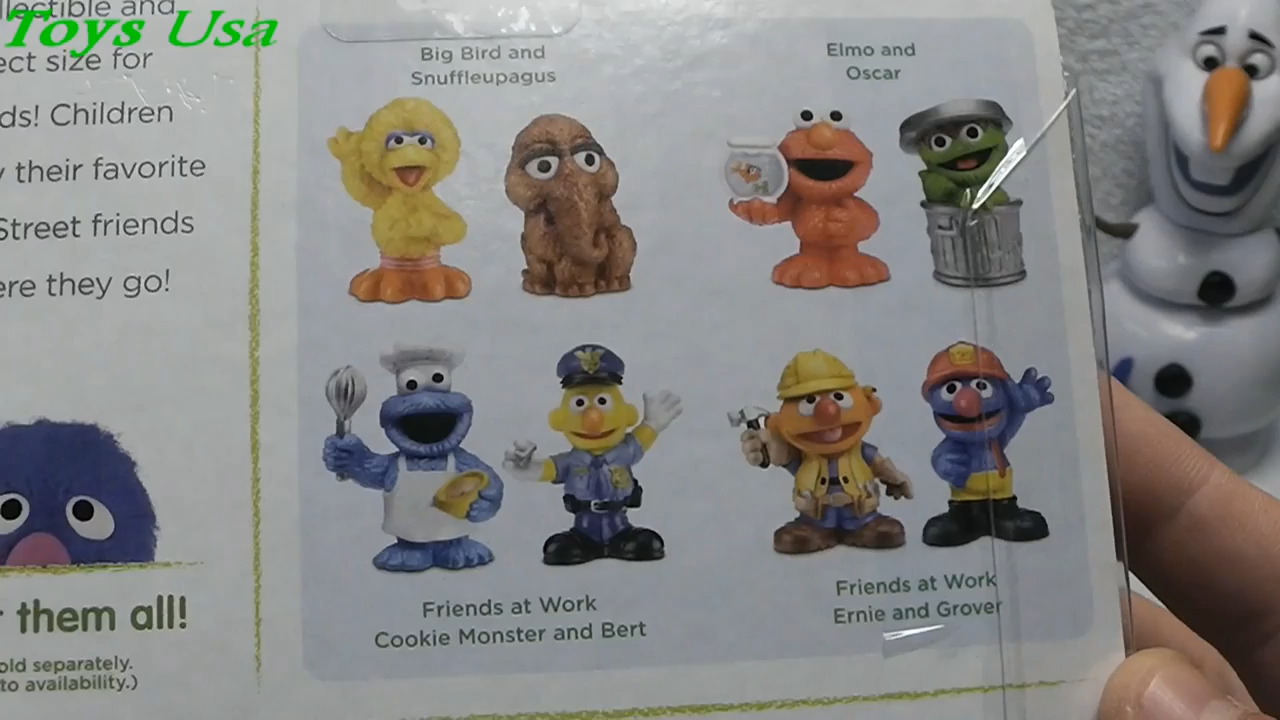 Toys Usa
and
ect size for
ds! Children
their favorite
Street friends
ere they go!
them all!
old separately.
to availability.)
Big Bird and
Snuffleupagus
Elmo and
Oscar
Friends at Work
Cookie Monster and Bert
Friends at Work
Ernie and Grover